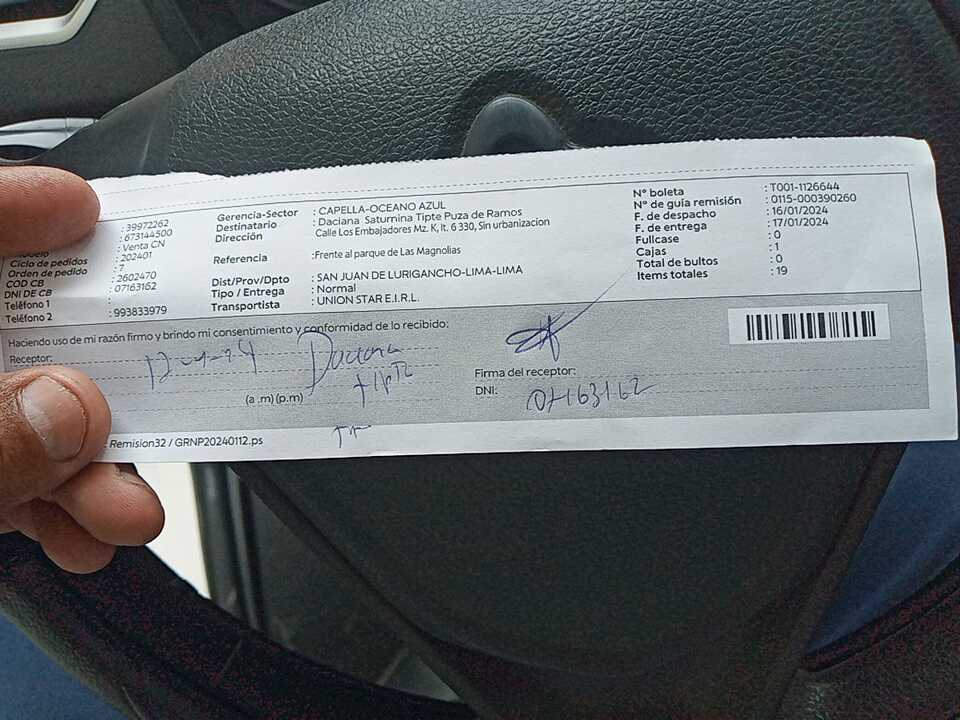 : 39972262
: 673144500
: Venta CN
Ciclo de pedidos : 202401
Orden de pedido : 7
COD CB : 2602470
DNI DE CB : 07163162
Teléfono 1
Teléfono 2 : 993833979
Gerencia-Sector : CAPELLA-OCEANO AZUL
Destinatario : Daciana Saturnina Tipte Puza de Ramos
Dirección Calle Los Embajadores Mz. K, lt. 6 330, Sin urbanizacion
Referencia :Frente al parque de Las Magnolias
Dist/Prov/Dpto : SAN JUAN DE LURIGANCHO-LIMA-LIMA
Tipo / Entrega : Normal
Transportista : UNION STAR E.I.R.L.
N° boleta : T001-1126644
N° de guía remisión : 0115-000390260
F. de despacho : 16/01/2024
F. de entrega : 17/01/2024
Fullcase : 0
Cajas : 1
Total de bultos : 0
Items totales : 19
Haciendo uso de mi razón firmo y brindo mi consentimiento y conformidad de lo recibido:
Receptor:
Daciana
(a .m) (p.m)
Firma del receptor:
DNI: 07163162
: Remision32 / GRNP20240112.ps